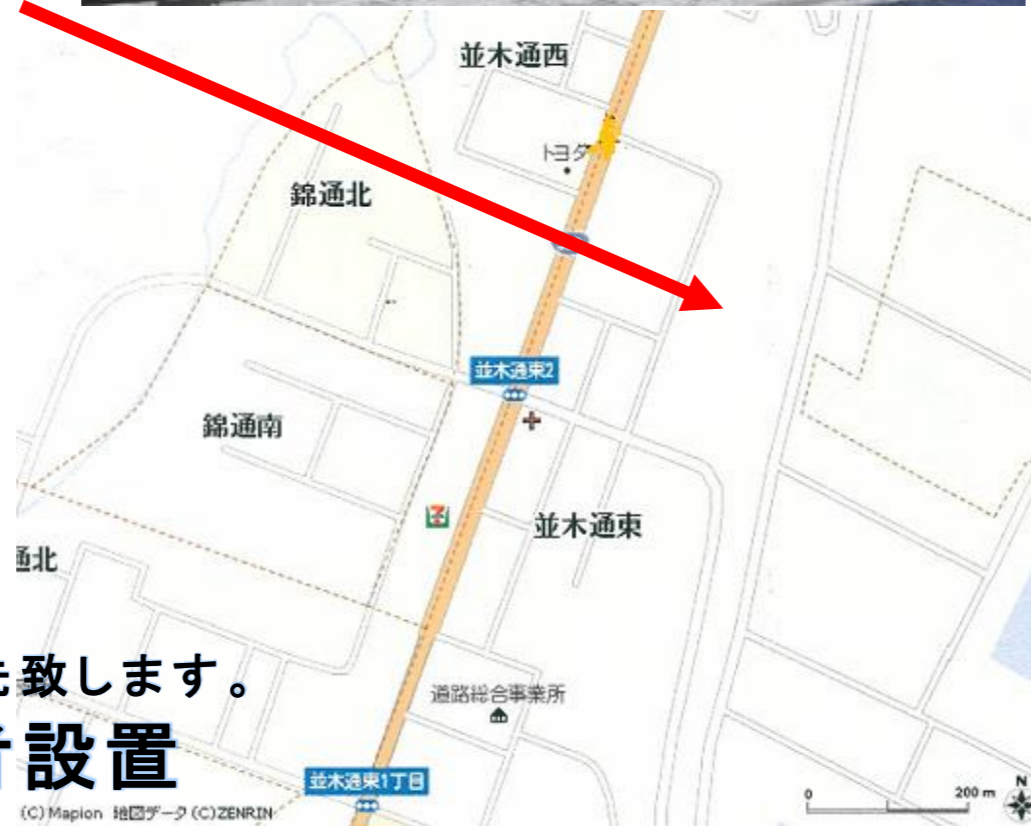 並木通西
トヨタ
錦通北
並木通東2
錦通南
並木通東
通北
致します。
道路総合事業所
設置
並木通東1丁目
0 200 m N
(C) Mapion 地図データ (C) ZENRIN